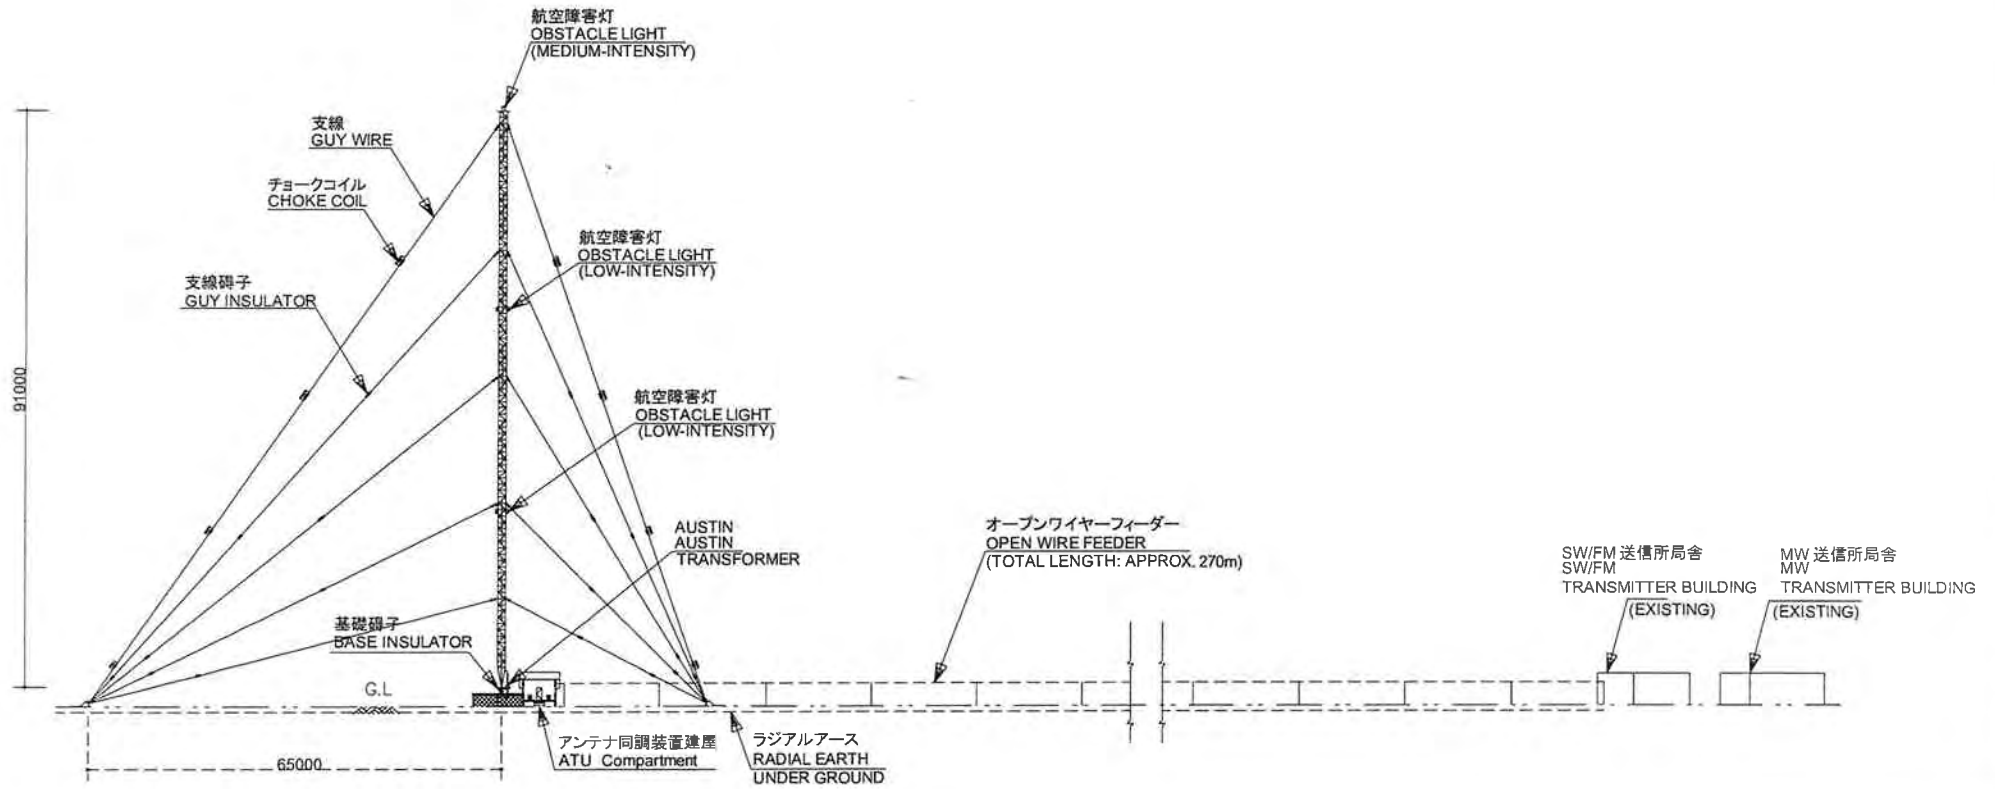 航空障害灯
OBSTACLE LIGHT
(MEDIUM-INTENSITY)
支線
GUY WIRE
チョークコイル
CHOKE COIL
航空障害灯
OBSTACLE LIGHT
(LOW-INTENSITY)
支線碍子
GUY INSULATOR
91000
航空障害灯
OBSTACLE LIGHT
(LOW-INTENSITY)
AUSTIN
AUSTIN
TRANSFORMER
オープンワイヤーフィーダー
OPEN WIRE FEEDER
(TOTAL LENGTH: APPROX. 270m)
SW/FM 送信所局舎
SW/FM
TRANSMITTER BUILDING
(EXISTING)
MW 送信所局舎
MW
TRANSMITTER BUILDING
(EXISTING)
基礎碍子
BASE INSULATOR
G.L
65000
アンテナ同調装置建屋
ATU Compartment
ラジアルアース
RADIAL EARTH
UNDER GROUND